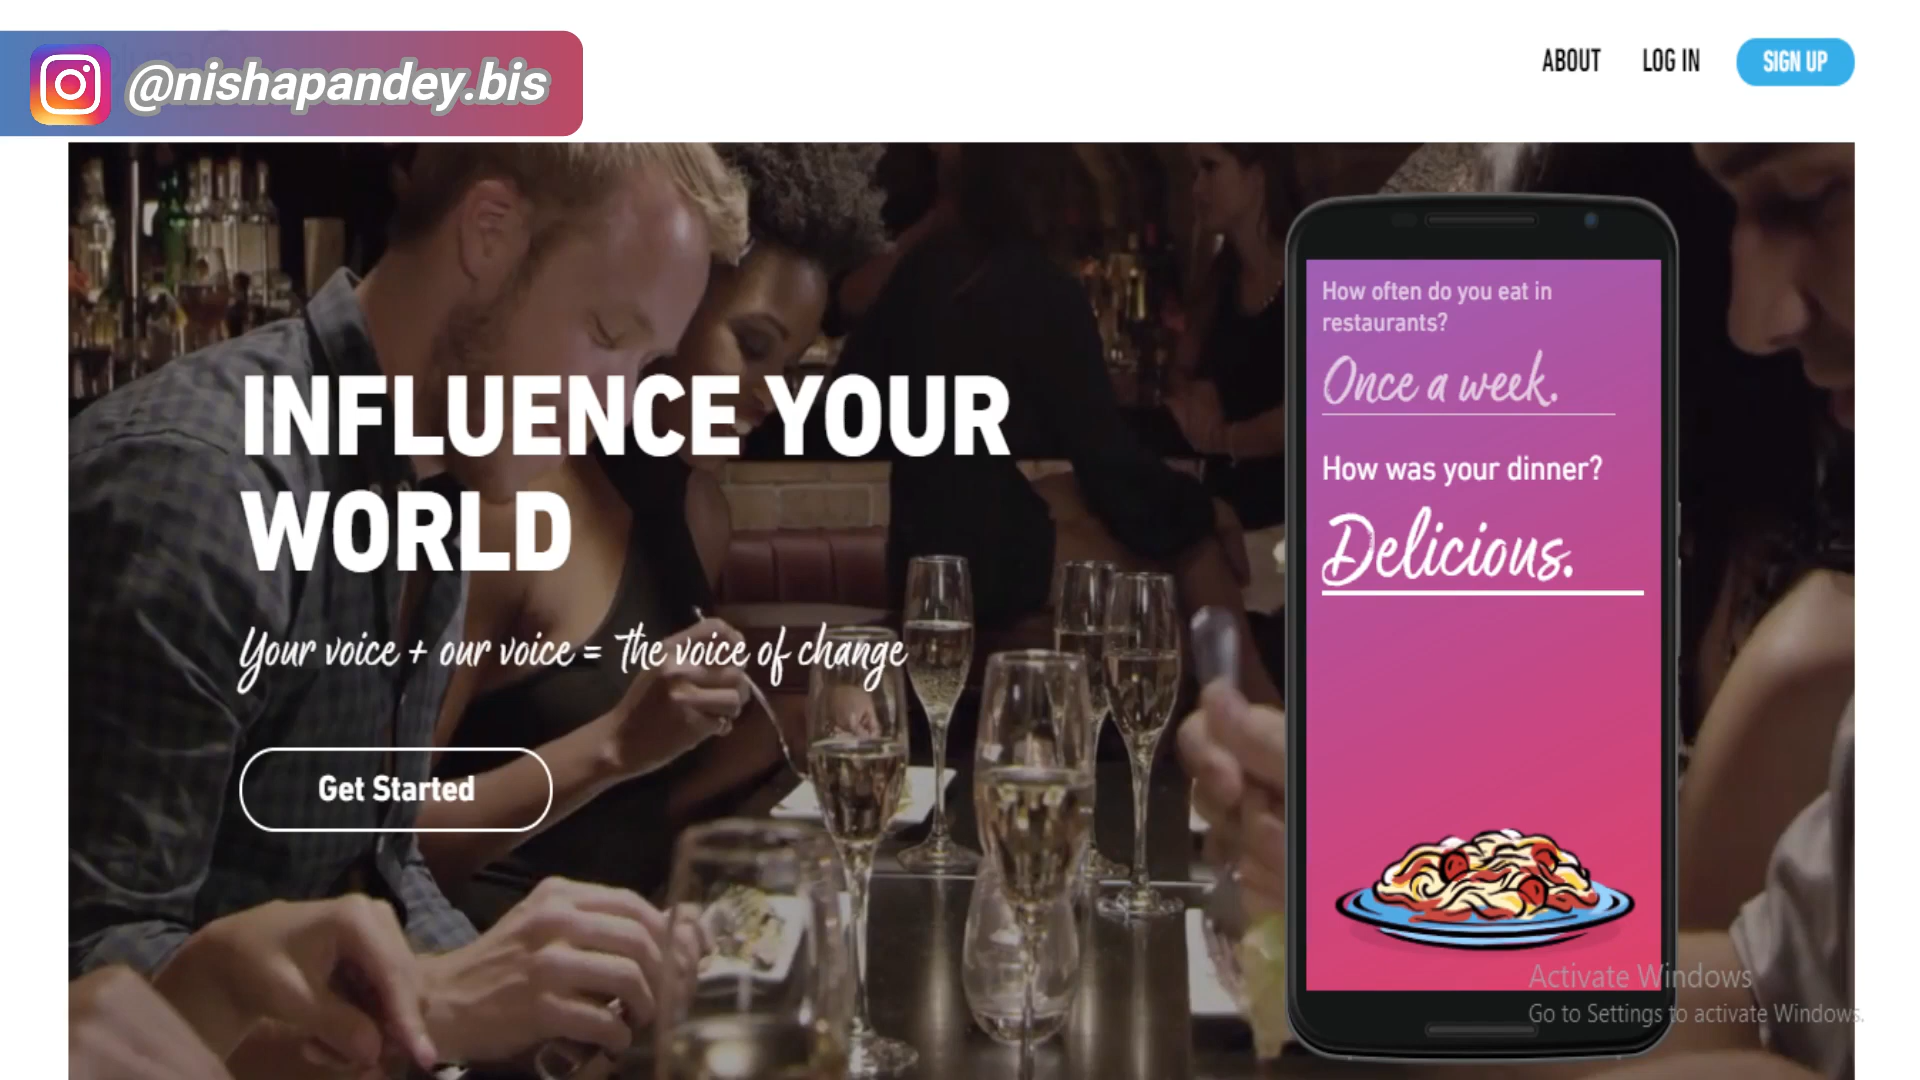 @nishapandey.bis
ABOUT LOG IN SIGN UP
INFLUENCE YOUR
WORLD
Your voice + our voice = the voice of change
Get Started
How often do you eat in
restaurants?
Once a week.
How was your dinner?
Delicious.
Activate Windows
Go to Settings to activate Windows.